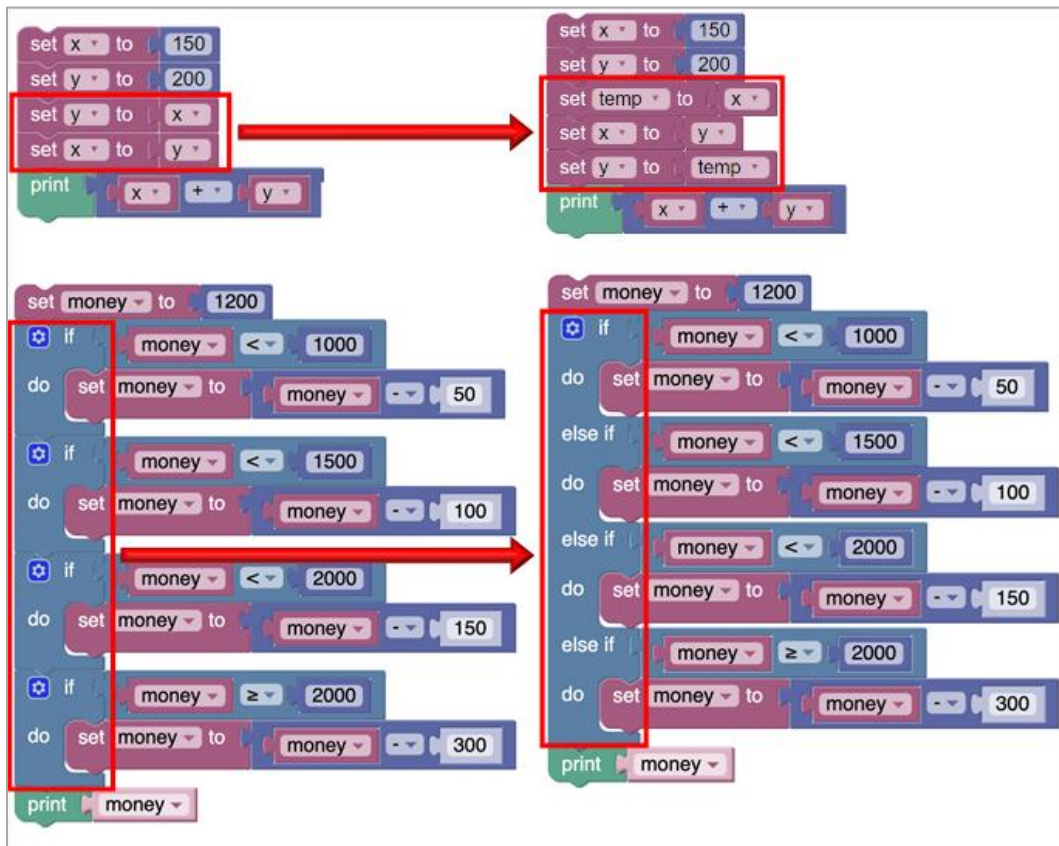 set x to 150
set y to 200
set y to x
set x to y
print x + y
set x to 150
set y to 200
set temp to x
set x to y
set y to temp
print x + y
set money to 1200
if money < 1000
do set money to money - 50
if money < 1500
do set money to money - 100
if money < 2000
do set money to money - 150
if money ≥ 2000
do set money to money - 300
print money
set money to 1200
if money < 1000
do set money to money - 50
else if money < 1500
do set money to money - 100
else if money < 2000
do set money to money - 150
else if money ≥ 2000
do set money to money - 300
print money